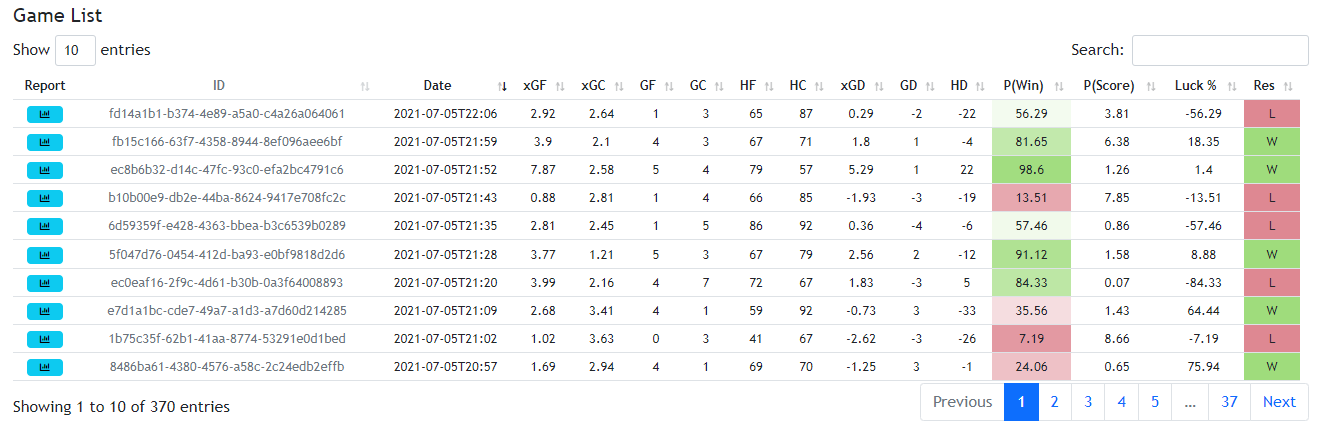 Game List
Show 10 entries Search:
Report ID Date xGF xGC GF GC HF HC xGD GD HD P(Win) P(Score) Luck % Res
fd14a1b1-b374-4e89-a5a0-c4a26a064061 2021-07-05T22:06 2.92 2.64 1 3 65 87 0.29 -2 -22 56.29 3.81 -56.29 L
fb15c166-63f7-4358-8944-8ef096aee6bf 2021-07-05T21:59 3.9 2.1 4 3 67 71 1.8 1 -4 81.65 6.38 18.35 W
ec8b6b32-d14c-47fc-93c0-efa2bc4791c6 2021-07-05T21:52 7.87 2.58 5 4 79 57 5.29 1 22 98.6 1.26 1.4 W
b10b00e9-db2e-44ba-8624-9417e708fc2c 2021-07-05T21:43 0.88 2.81 1 4 66 85 -1.93 -3 -19 13.51 7.85 -13.51 L
6d59359f-e428-4363-bbea-b3c6539b0289 2021-07-05T21:35 2.81 2.45 1 5 86 92 0.36 -4 -6 57.46 0.86 -57.46 L
5f047d76-0454-412d-ba93-e0bf9818d2d6 2021-07-05T21:28 3.77 1.21 5 3 67 79 2.56 2 -12 91.12 1.58 8.88 W
ec0eaf16-2f9c-4d61-b30b-0a3f64008893 2021-07-05T21:20 3.99 2.16 4 7 72 67 1.83 -3 5 84.33 0.07 -84.33 L
e7d1a1bc-cde7-49a7-a1d3-a7d60d214285 2021-07-05T21:09 2.68 3.41 4 1 59 92 -0.73 3 -33 35.56 1.43 64.44 W
1b75c35f-62b1-41aa-8774-53291e0d1bed 2021-07-05T21:02 1.02 3.63 0 3 41 67 -2.62 -3 -26 7.19 8.66 -7.19 L
8486ba61-4380-4576-a58c-2c24edb2effb 2021-07-05T20:57 1.69 2.94 4 1 69 70 -1.25 3 -1 24.06 0.65 75.94 W
Showing 1 to 10 of 370 entries Previous 1 2 3 4 5 ... 37 Next